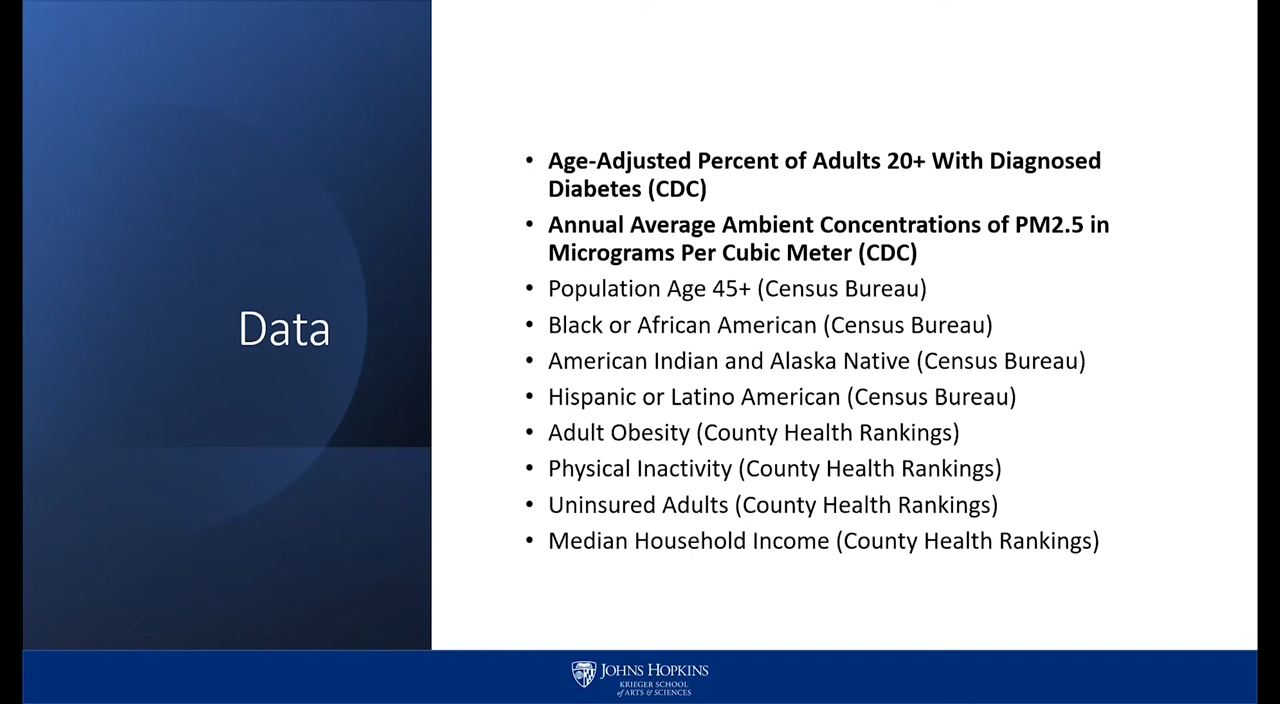 Data
• Age-Adjusted Percent of Adults 20+ With Diagnosed
Diabetes (CDC)
• Annual Average Ambient Concentrations of PM2.5 in
Micrograms Per Cubic Meter (CDC)
• Population Age 45+ (Census Bureau)
• Black or African American (Census Bureau)
• American Indian and Alaska Native (Census Bureau)
• Hispanic or Latino American (Census Bureau)
• Adult Obesity (County Health Rankings)
• Physical Inactivity (County Health Rankings)
• Uninsured Adults (County Health Rankings)
• Median Household Income (County Health Rankings)
JOHNS HOPKINS
KRIEGER SCHOOL
of ARTS & SCIENCES